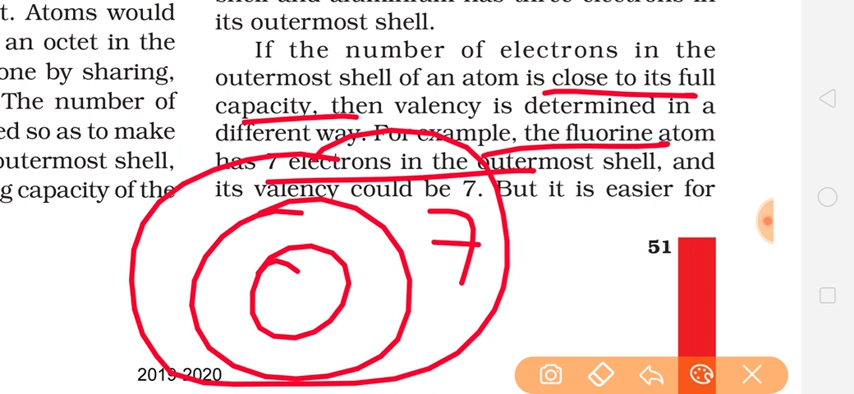 t. Atoms would
an octet in the
one by sharing,
The number of
ed so as to make
outermost shell,
g capacity of the
its outermost shell.
If the number of electrons in the
outermost shell of an atom is close to its full
capacity, then valency is determined in a
different way. For example, the fluorine atom
has 7 electrons in the outermost shell, and
its valency could be 7. But it is easier for
7
51
2019-2020